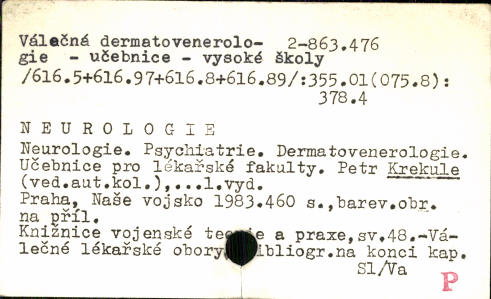 Válečná dermatovenerolo-  2-863.476
gie - učebnice - vysoké školy
/616.5+616.97+616.8+616.89/:355.01(075.8):
378.4
N E U R O L O G I E
Neurologie. Psychiatrie. Dermatovenerologie.
Učebnice pro lékařské fakulty. Petr Krekule
(ved.aut.kol.),...1.vyd.
Praha, Naše vojsko 1983.460 s.,barev.obr.
na příl.
Knižnice vojenské teorie a praxe,sv.48.-Vá-
lečné lékařské obory. Bibliogr.na konci kap.
Sl/Va
P